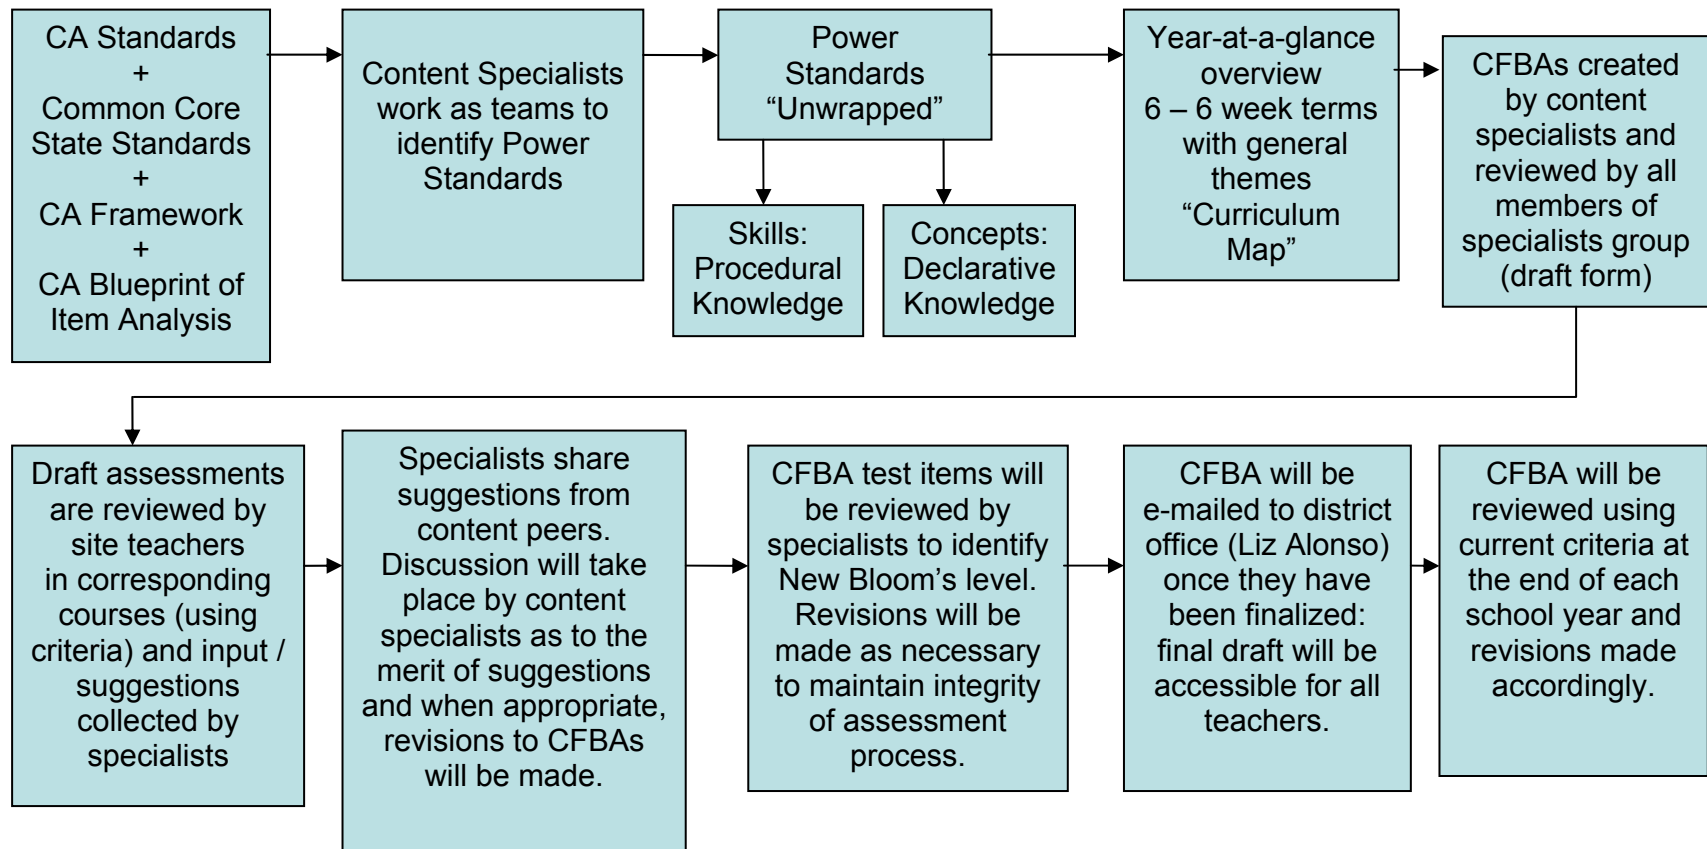 CA Standards
+
Common Core
State Standards
+
CA Framework
+
CA Blueprint of
Item Analysis
Content Specialists
work as teams to
identify Power
Standards
Power
Standards
“Unwrapped”
Skills:
Procedural
Knowledge
Concepts:
Declarative
Knowledge
Year-at-a-glance
overview
6 – 6 week terms
with general
themes
“Curriculum
Map”
CFBAs created
by content
specialists and
reviewed by all
members of
specialists group
(draft form)
Draft assessments
are reviewed by
site teachers
in corresponding
courses (using
criteria) and input /
suggestions
collected by
specialists
Specialists share
suggestions from
content peers.
Discussion will take
place by content
specialists as to the
merit of suggestions
and when appropriate,
revisions to CFBAs
will be made.
CFBA test items will
be reviewed by
specialists to identify
New Bloom’s level.
Revisions will be
made as necessary
to maintain integrity
of assessment
process.
CFBA will be
e-mailed to district
office (Liz Alonso)
once they have
been finalized:
final draft will be
accessible for all
teachers.
CFBA will be
reviewed using
current criteria at
the end of each
school year and
revisions made
accordingly.